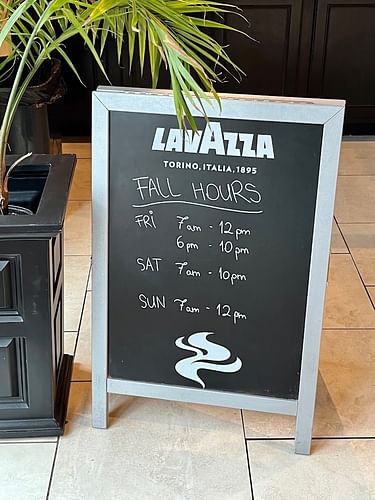 LAVAZZA
TORINO, ITALIA, 1895
FALL HOURS
FRI 7am - 12pm
6pm - 10pm
SAT 7am - 10pm
SUN 7am - 12pm